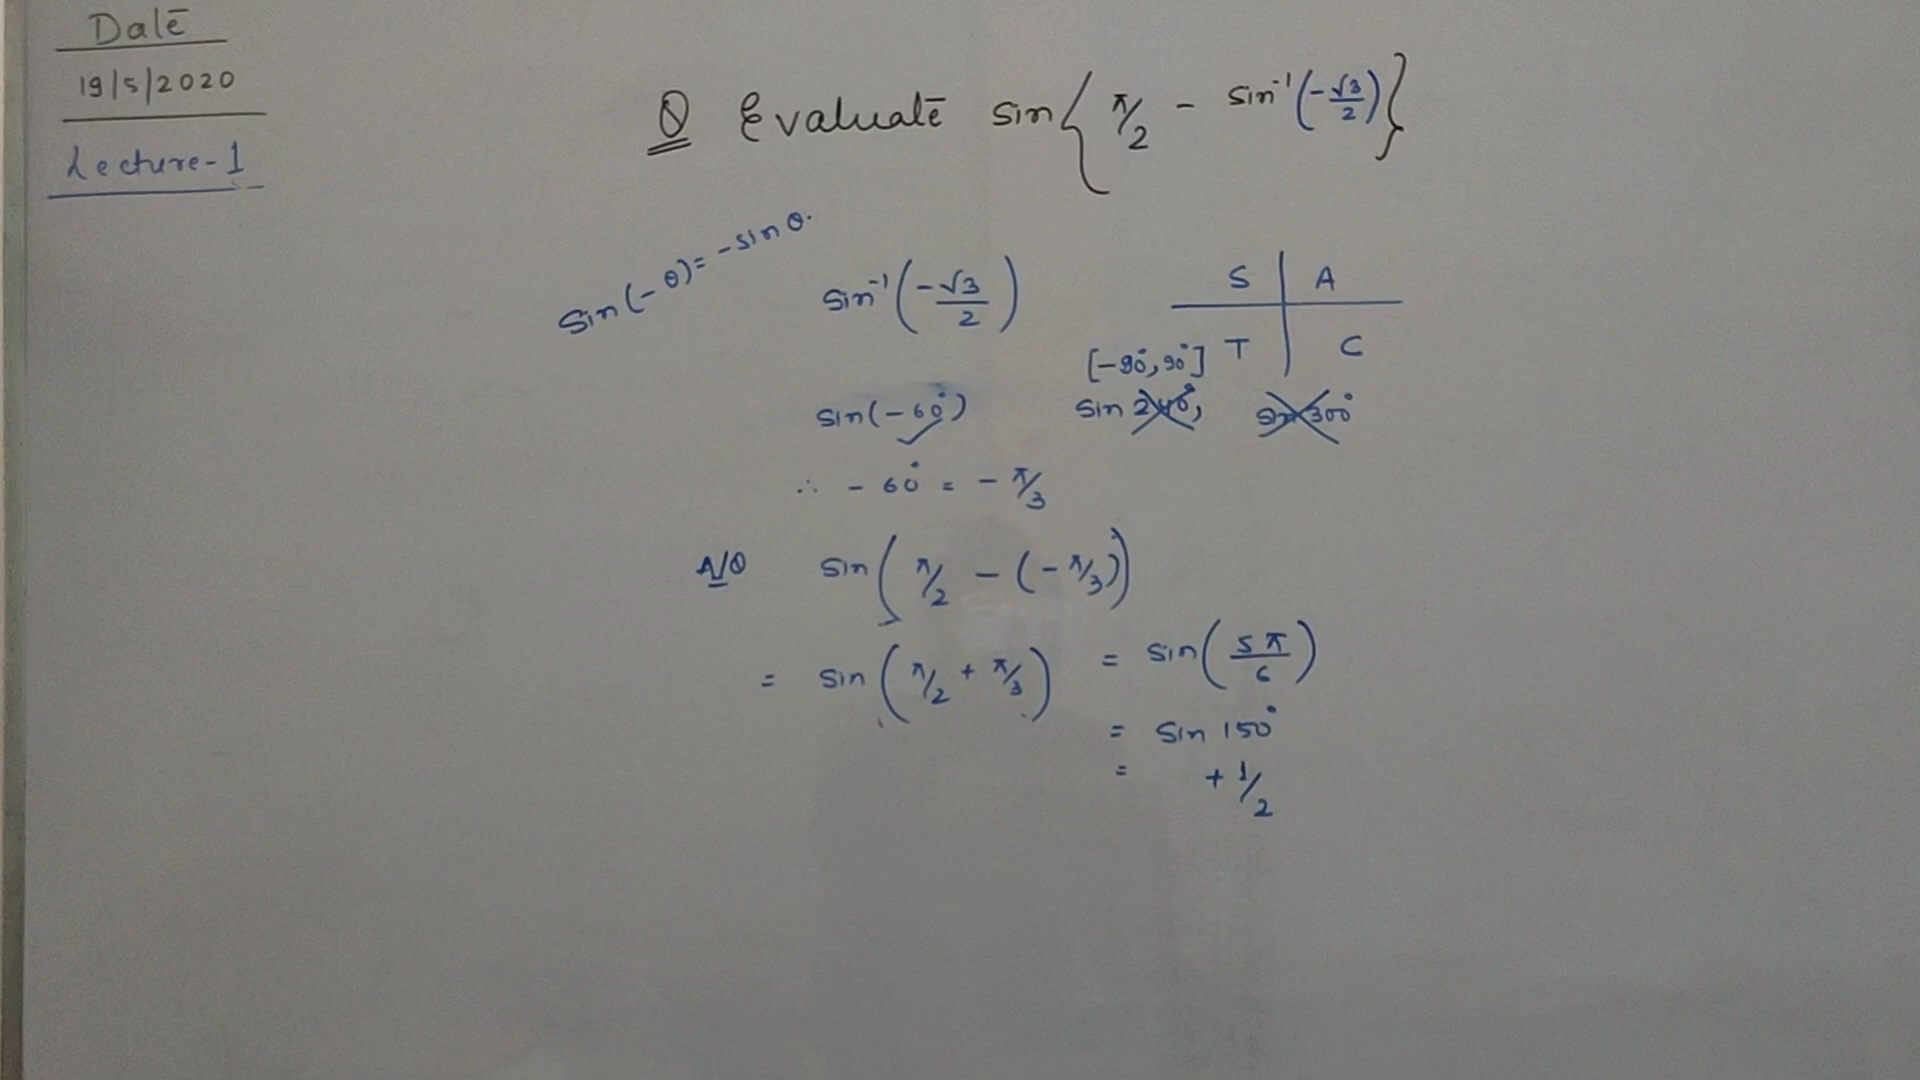 Date
19/5/2020
Lecture-1
Q Evaluate sin{π/2 - sin⁻¹(-√3/2)}
sin(-θ)= -sin θ.
sin⁻¹(-√3/2)
S A
T C
[-90°,90°]
sin(-60°)
sin 240°, sin 300°
∴ - 60° = - π/3
A/Q sin(π/2 - (-π/3))
= sin(π/2 + π/3) = sin(5π/6)
= sin 150°
= + 1/2